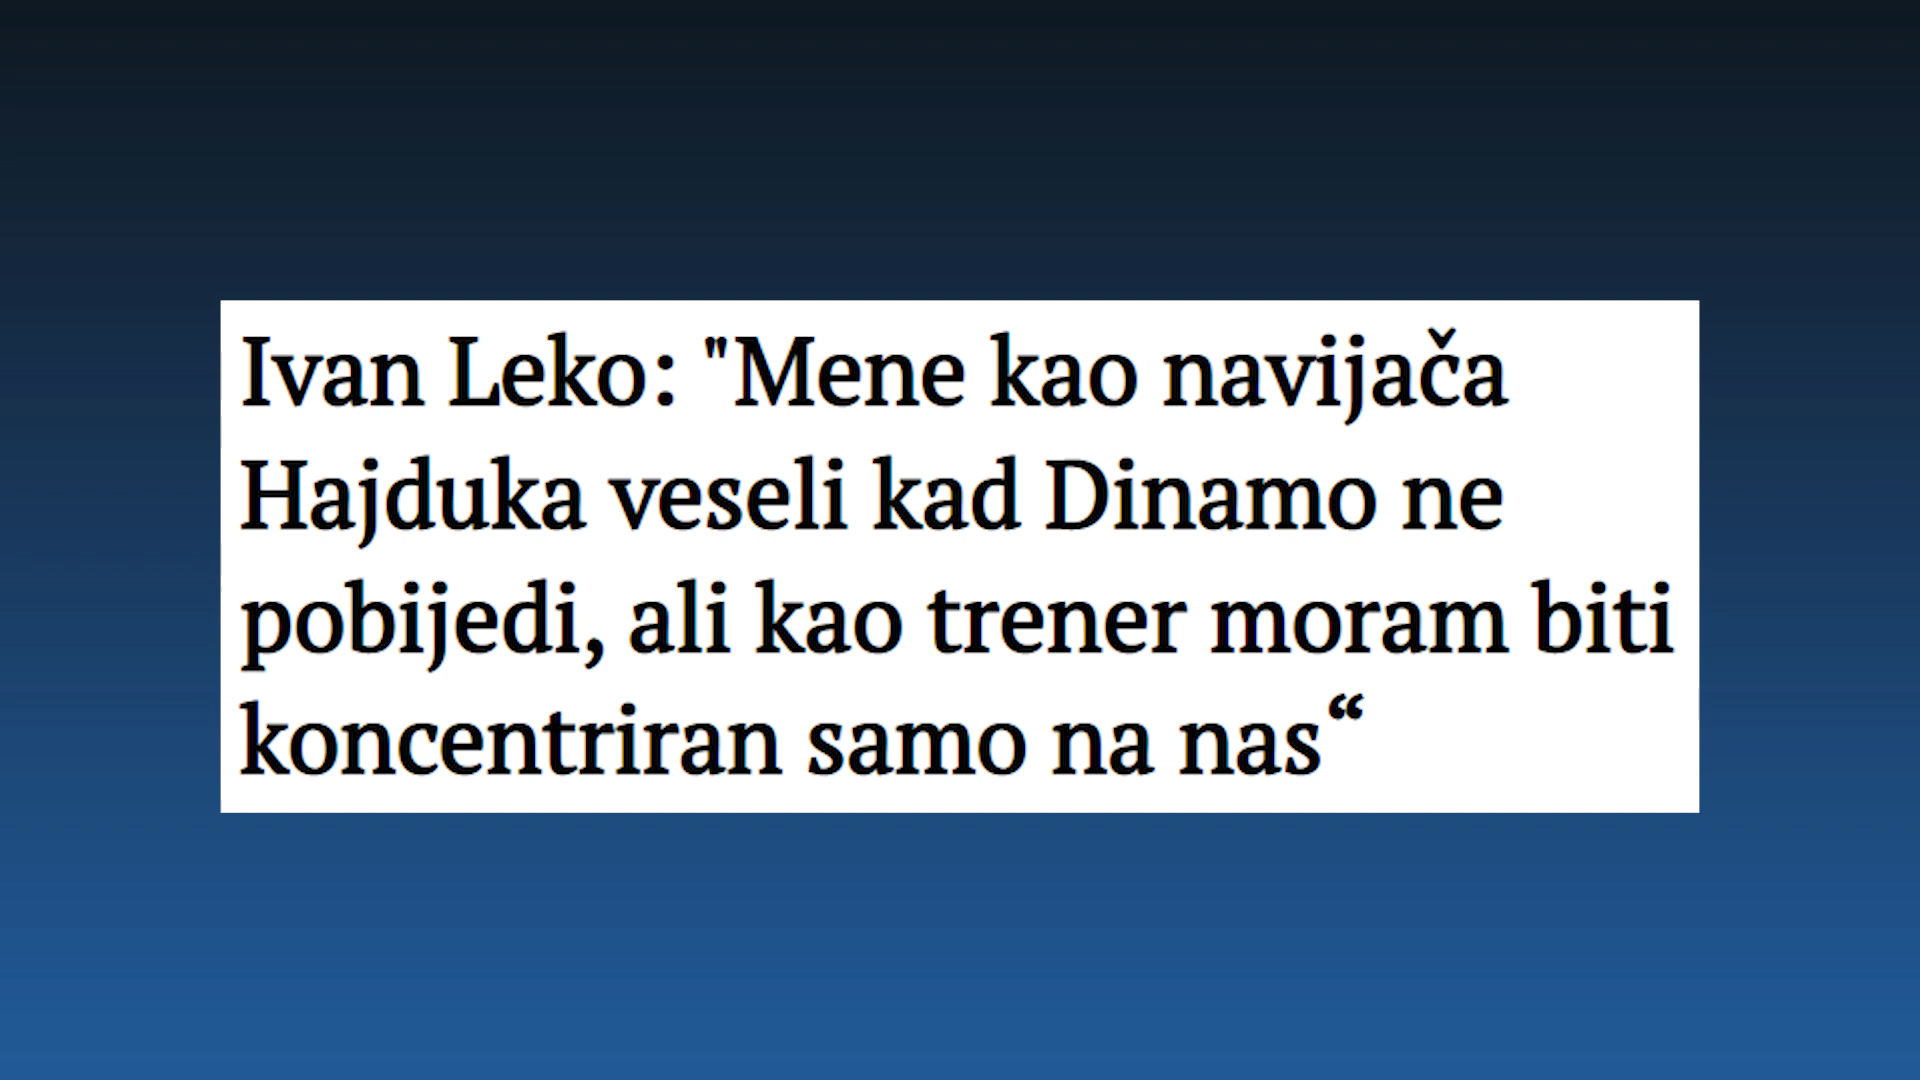 Ivan Leko: "Mene kao navijača
Hajduka veseli kad Dinamo ne
pobijedi, ali kao trener moram biti
koncentriran samo na nas“